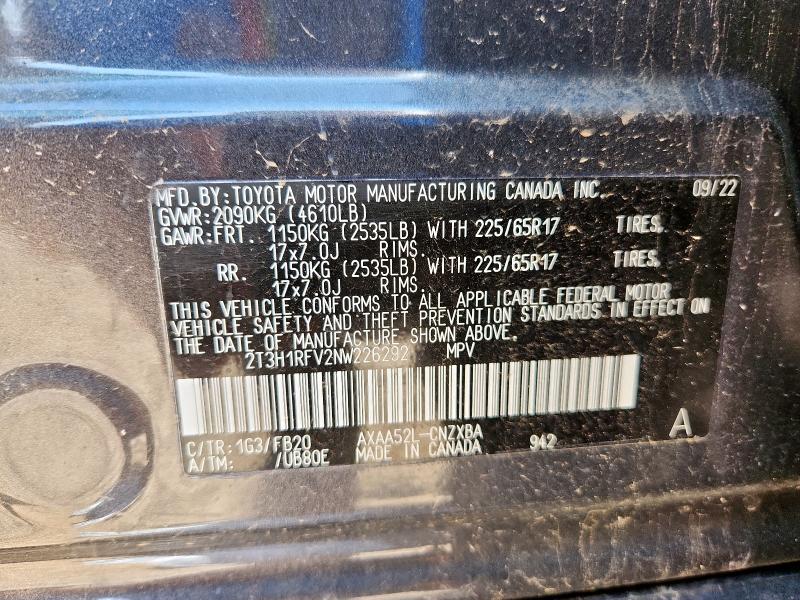 MFD. BY: TOYOTA MOTOR MANUFACTURING CANADA INC. 09/22
GVWR: 2090KG (4610LB)
GAWR: FRT. 1150KG (2535LB) WITH 225/65R17 TIRES.
17x7.0J RIMS.
RR. 1150KG (2535LB) WITH 225/65R17 TIRES.
17x7.0J RIMS.
THIS VEHICLE CONFORMS TO ALL APPLICABLE FEDERAL MOTOR
VEHICLE SAFETY AND THEFT PREVENTION STANDARDS IN EFFECT ON
THE DATE OF MANUFACTURE SHOWN ABOVE.
2T3H1RFV2NW226292 MPV
C/TR: 1G3/FB20 AXAA52L-CNZXBA 942 A
A/TM: /UB80E MADE IN CANADA